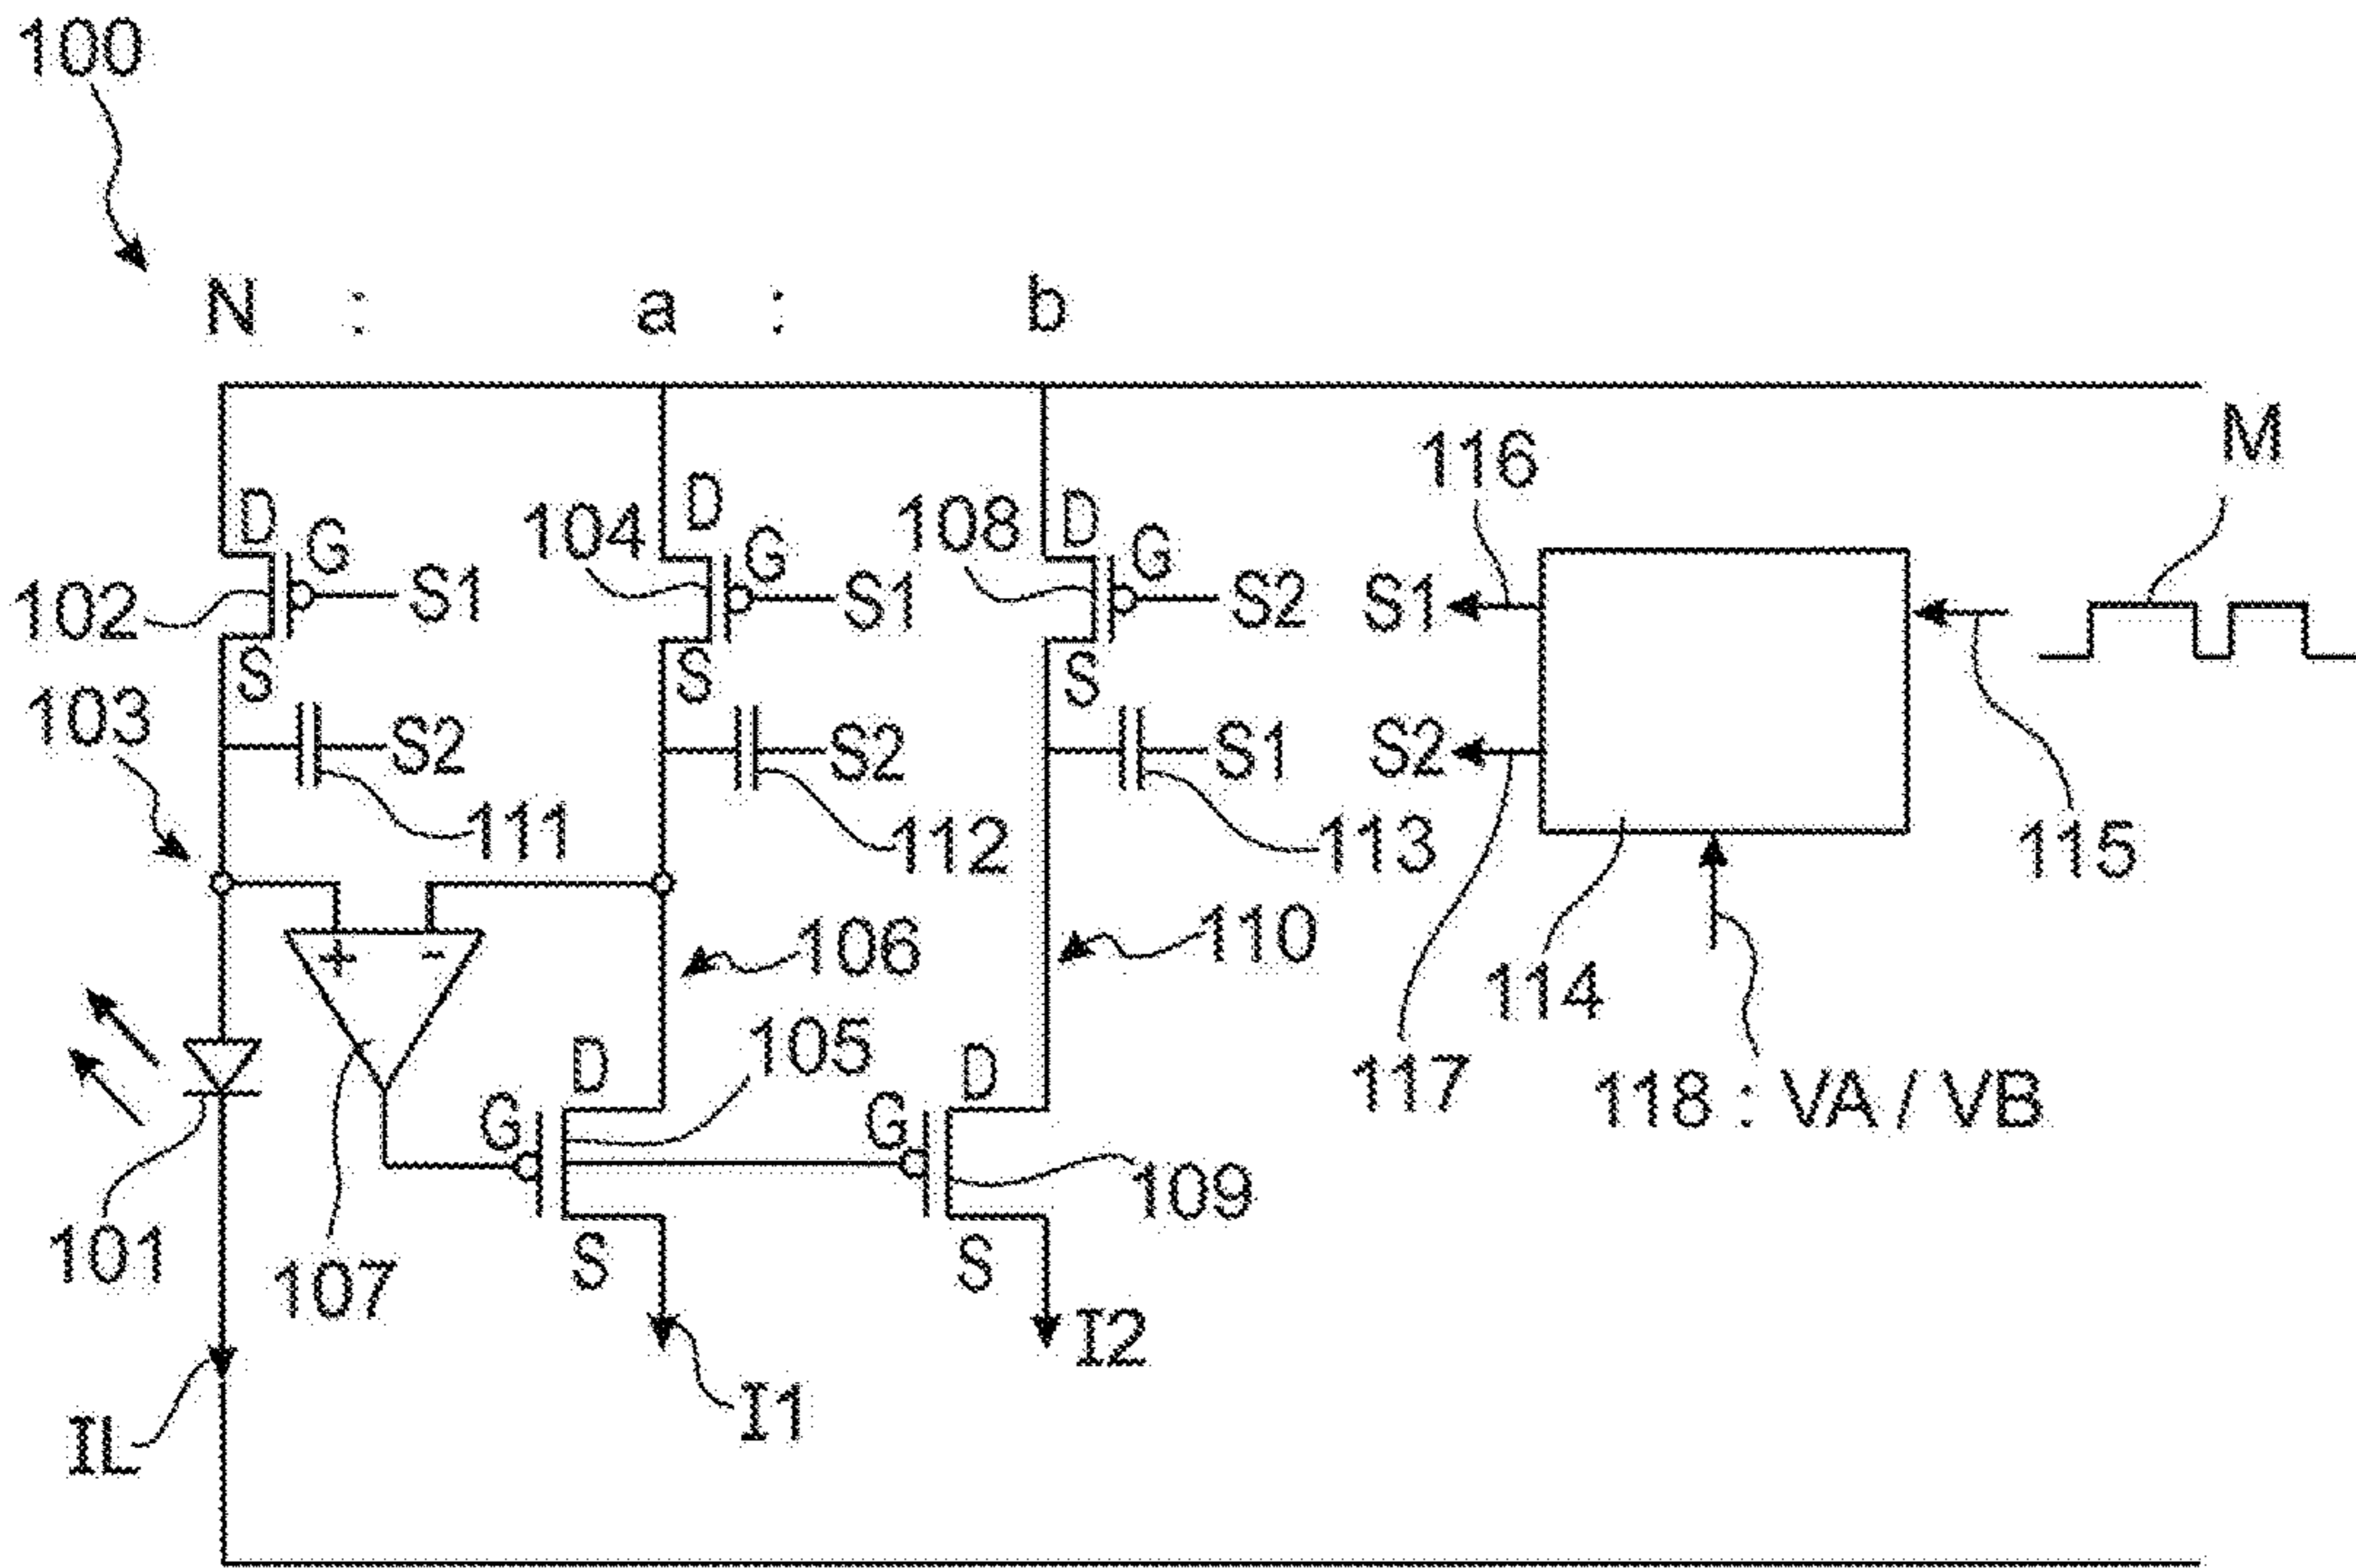 100
N : a : b
M
116
D
D
D
104
108
G
G
G
102
S1
S1
S2
S1
S
S
S
103
S2
S2
S1
S2
111
112
113
115
+ -
106
110
114
105
D
D
117
118 : VA / VB
G
G
109
101
107
S
S
I2
I1
IL